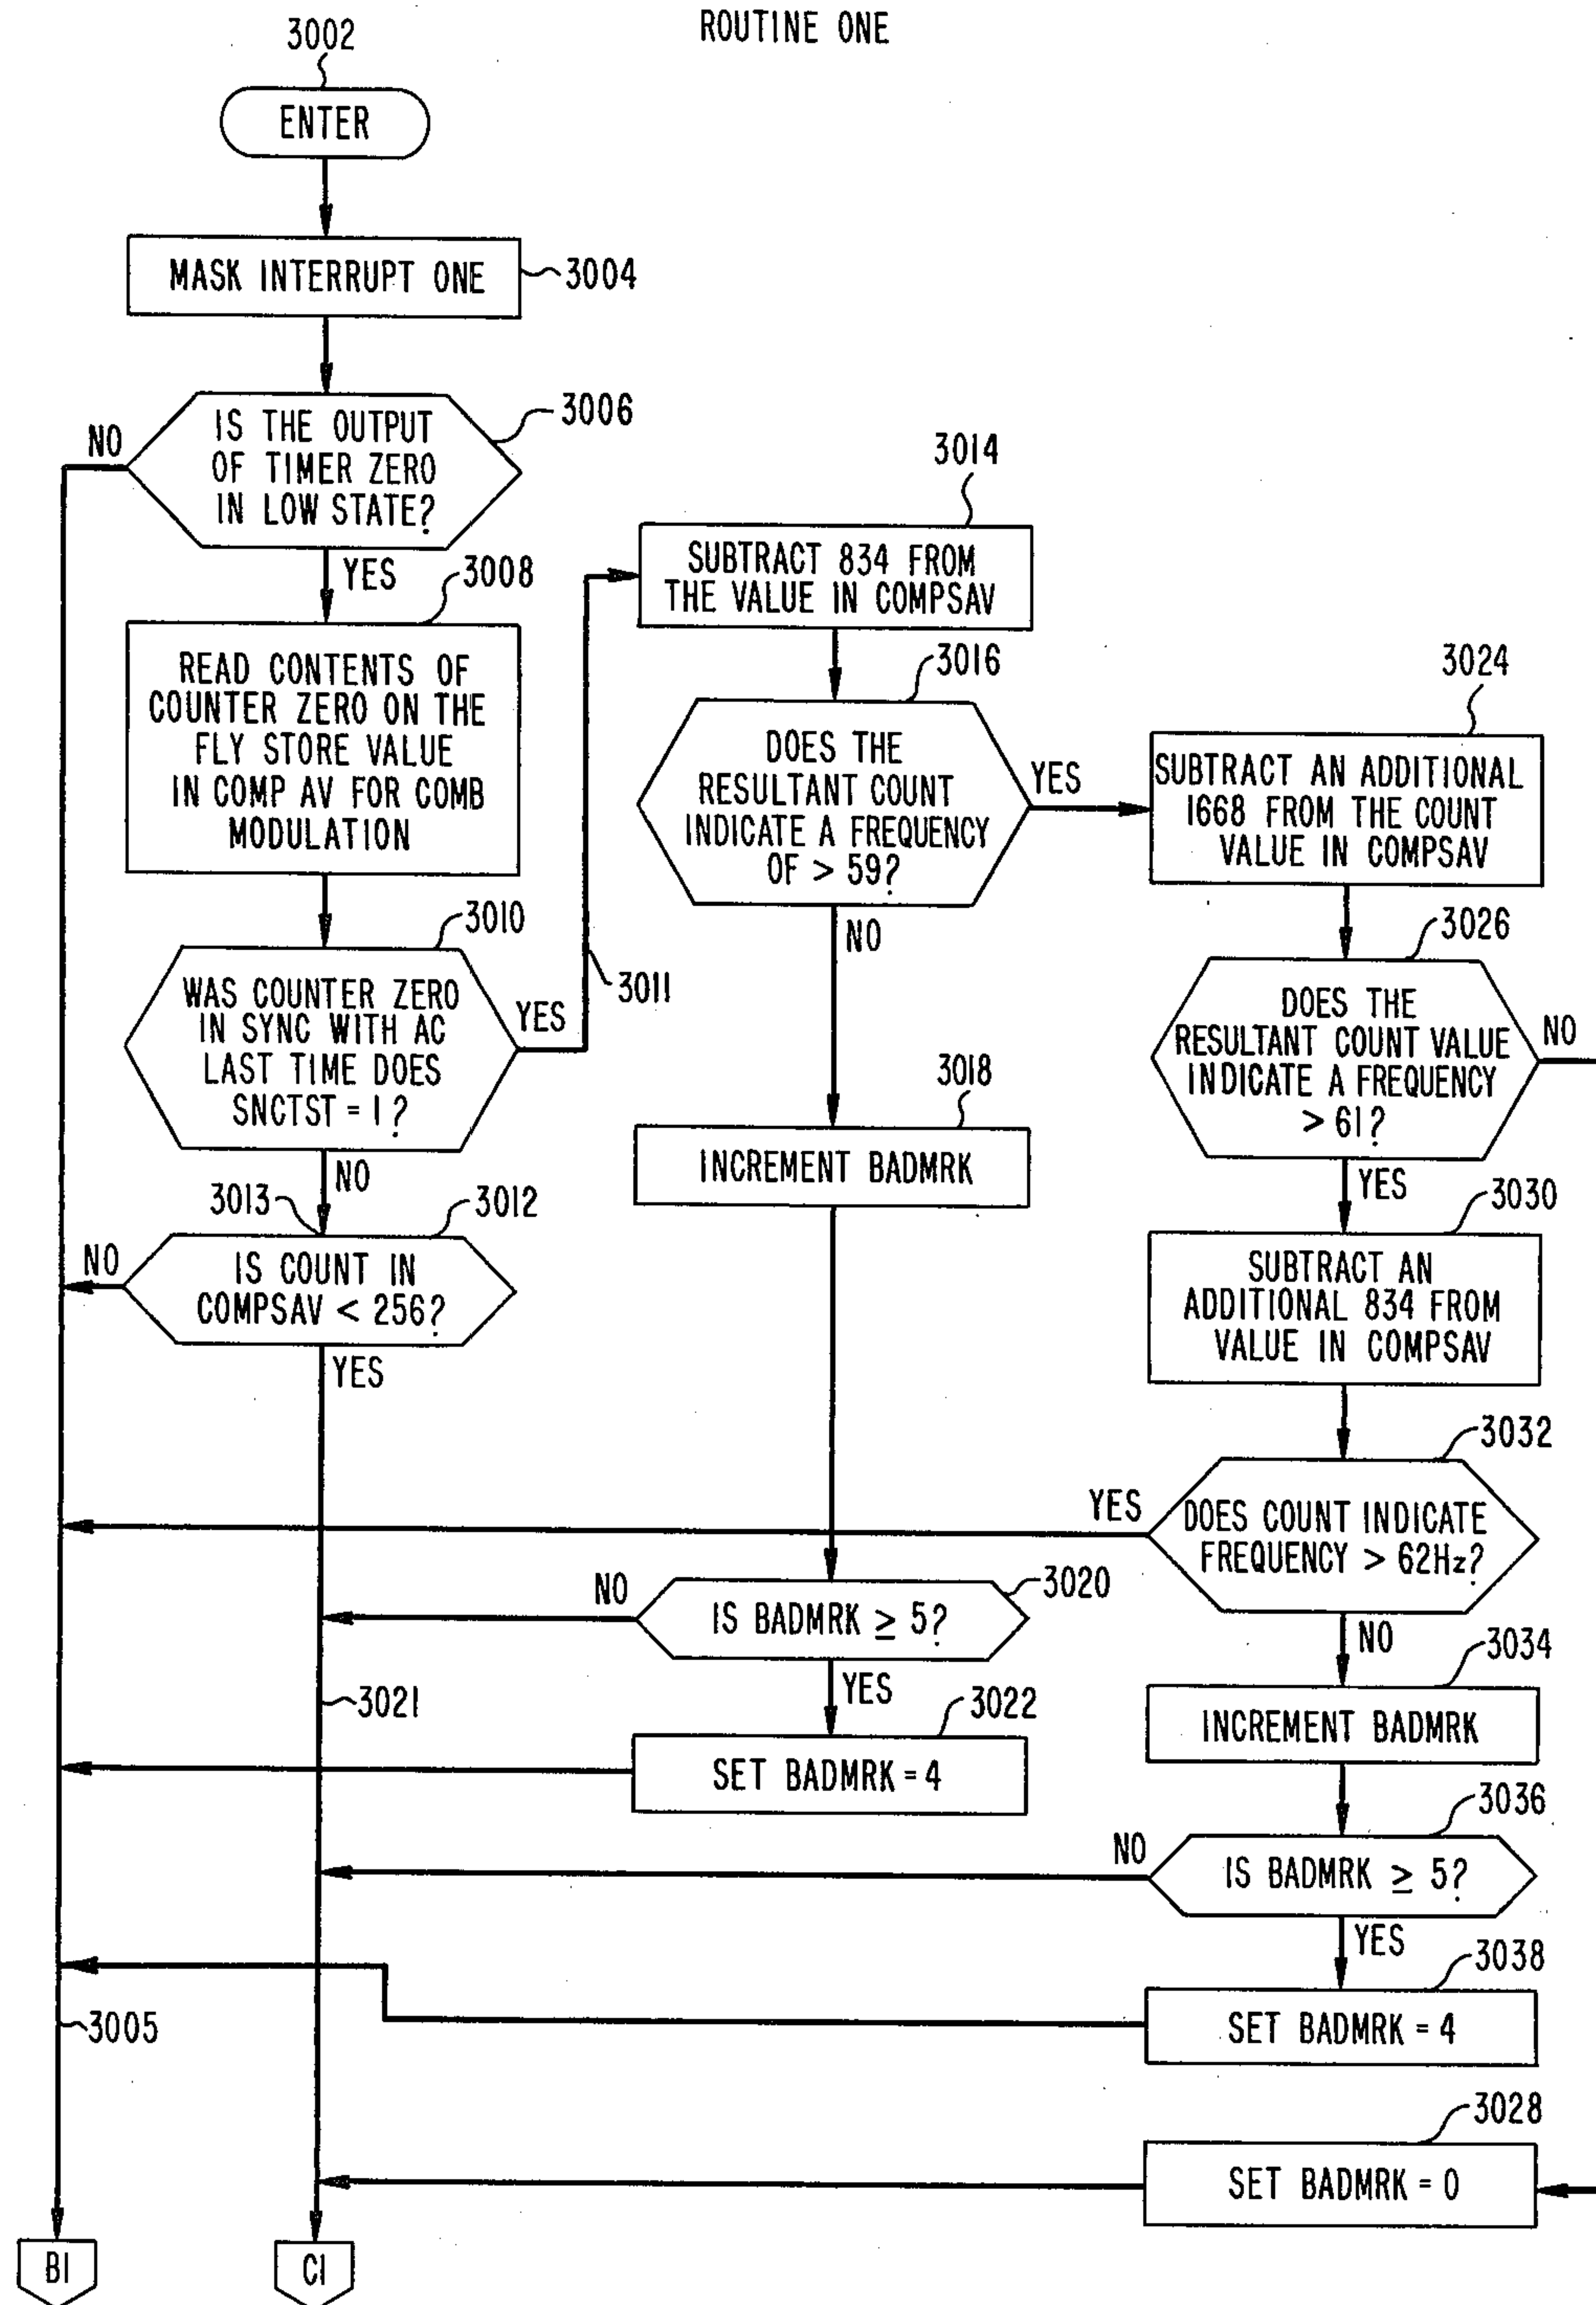 ROUTINE ONE
3002
ENTER
MASK INTERRUPT ONE
3004
IS THE OUTPUT
OF TIMER ZERO
IN LOW STATE?
3006
NO
YES
3008
READ CONTENTS OF
COUNTER ZERO ON THE
FLY STORE VALUE
IN COMP AV FOR COMB
MODULATION
3010
WAS COUNTER ZERO
IN SYNC WITH AC
LAST TIME DOES
SNCTST = 1?
YES
3011
NO
3013
3012
IS COUNT IN
COMPSAV < 256?
NO
YES
3014
SUBTRACT 834 FROM
THE VALUE IN COMPSAV
3016
DOES THE
RESULTANT COUNT
INDICATE A FREQUENCY
OF > 59?
YES
NO
3018
INCREMENT BADMRK
3020
IS BADMRK ≥ 5?
NO
YES
3021
3022
SET BADMRK = 4
3024
SUBTRACT AN ADDITIONAL
1668 FROM THE COUNT
VALUE IN COMPSAV
3026
DOES THE
RESULTANT COUNT VALUE
INDICATE A FREQUENCY
> 61?
NO
YES
3030
SUBTRACT AN
ADDITIONAL 834 FROM
VALUE IN COMPSAV
3032
DOES COUNT INDICATE
FREQUENCY > 62Hz?
YES
NO
3034
INCREMENT BADMRK
3036
IS BADMRK ≥ 5?
NO
YES
3038
SET BADMRK = 4
3005
3028
SET BADMRK = 0
B1
C1